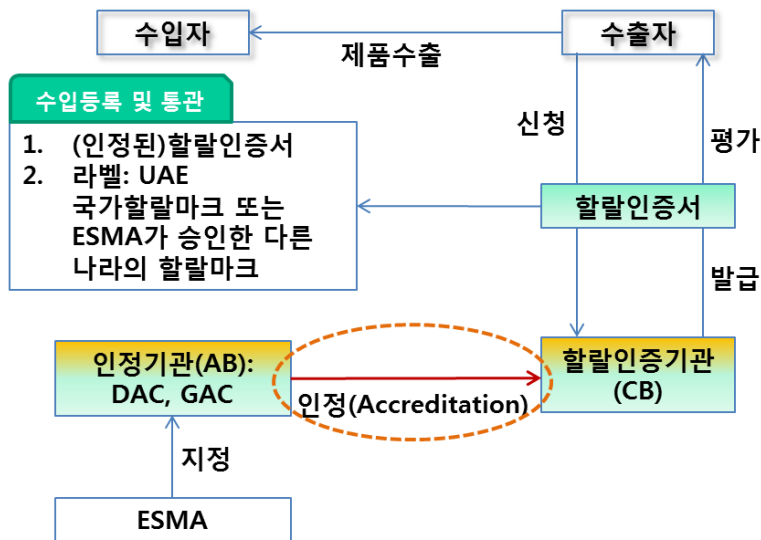 수입자
수출자
제품수출
수입등록 및 통관
신청
평가
1. (인정된)할랄인증서
2. 라벨: UAE
국가할랄마크 또는
ESMA가 승인한 다른
나라의 할랄마크
할랄인증서
발급
인정기관(AB):
DAC, GAC
인정(Accreditation)
할랄인증기관
(CB)
지정
ESMA